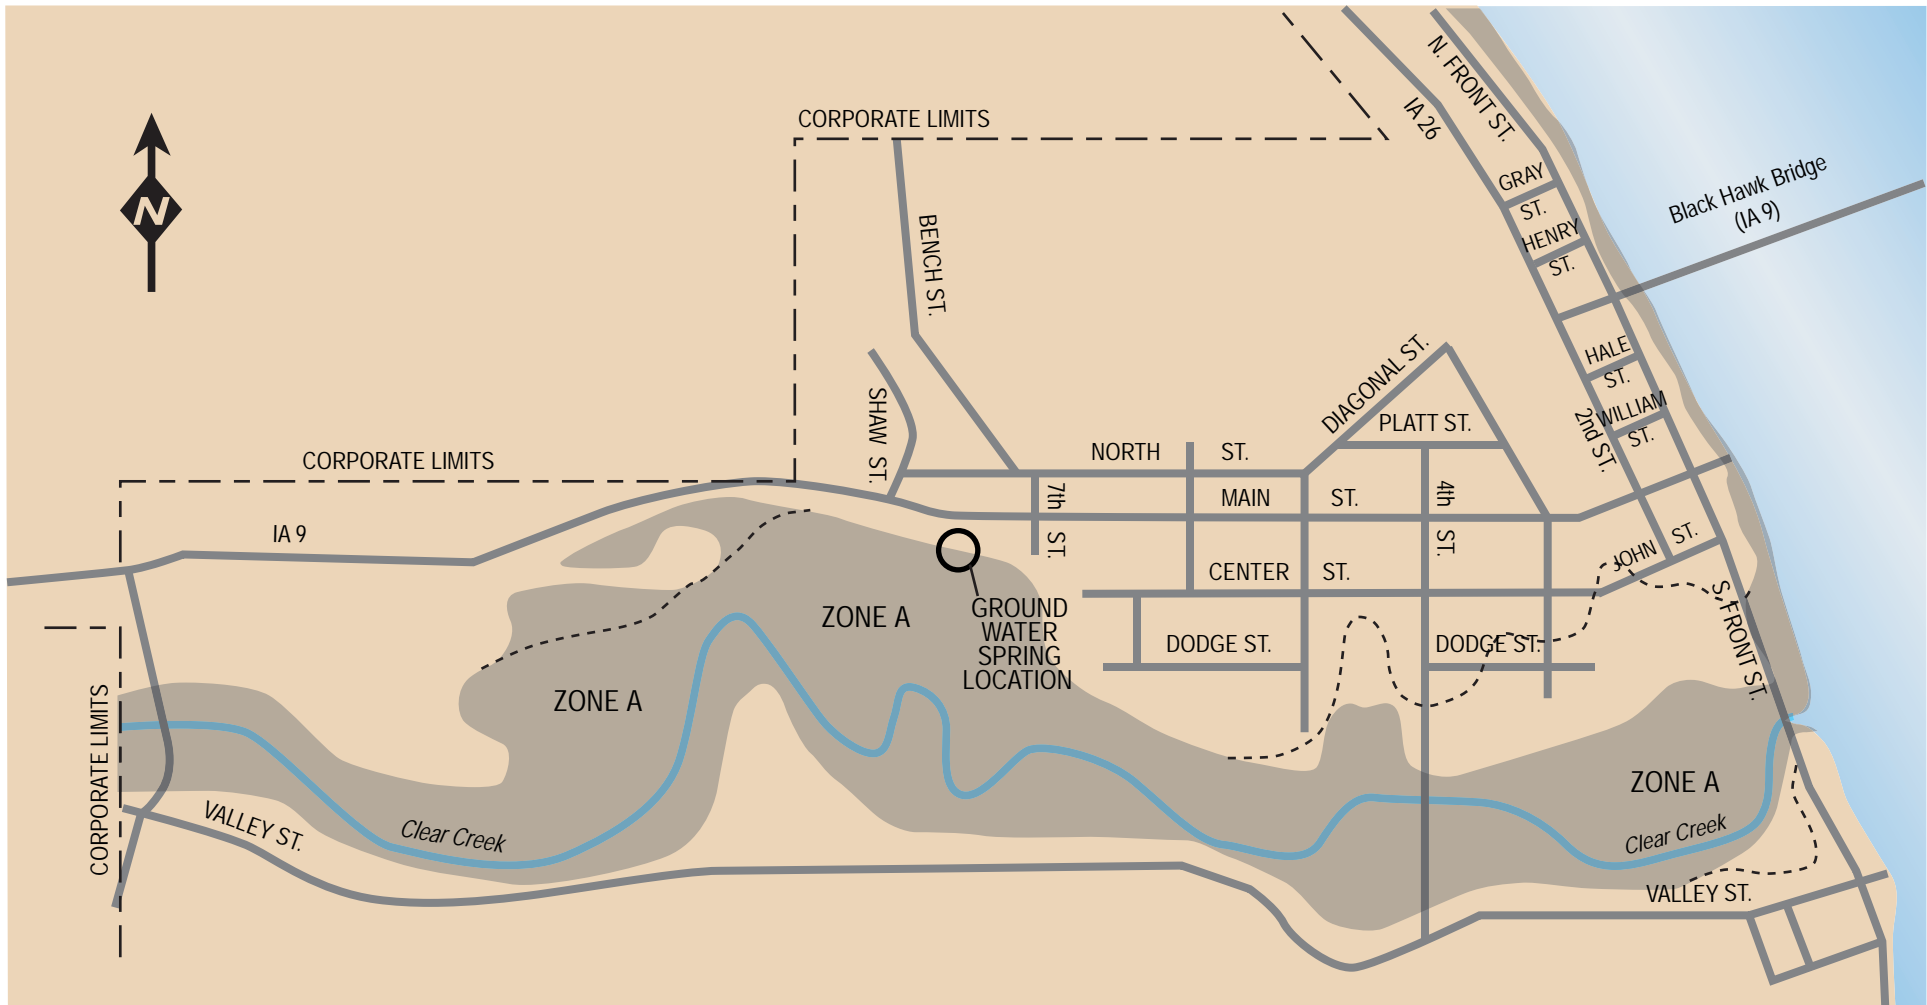 CORPORATE LIMITS
N. FRONT ST.
IA 26
GRAY
ST.
HENRY
ST.
Black Hawk Bridge
(IA 9)
N
BENCH ST.
HALE
ST.
WILLIAM
ST.
2nd ST.
DIAGONAL ST.
PLATT ST.
SHAW ST.
CORPORATE LIMITS
NORTH ST.
MAIN ST.
7th ST.
4th ST.
IA 9
JOHN ST.
CENTER ST.
S. FRONT ST.
ZONE A
GROUND
WATER
SPRING
LOCATION
DODGE ST.
DODGE ST.
ZONE A
CORPORATE LIMITS
ZONE A
VALLEY ST.
Clear Creek
Clear Creek
VALLEY ST.